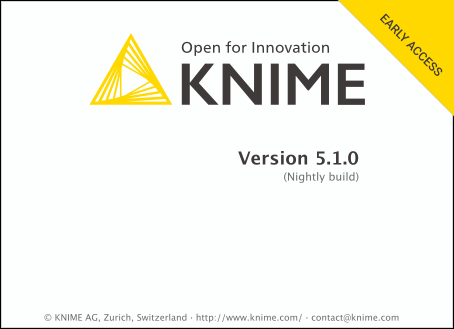 EARLY ACCESS
Open for Innovation
KNIME
Version 5.1.0
(Nightly build)
© KNIME AG, Zurich, Switzerland · http://www.knime.com/ · contact@knime.com